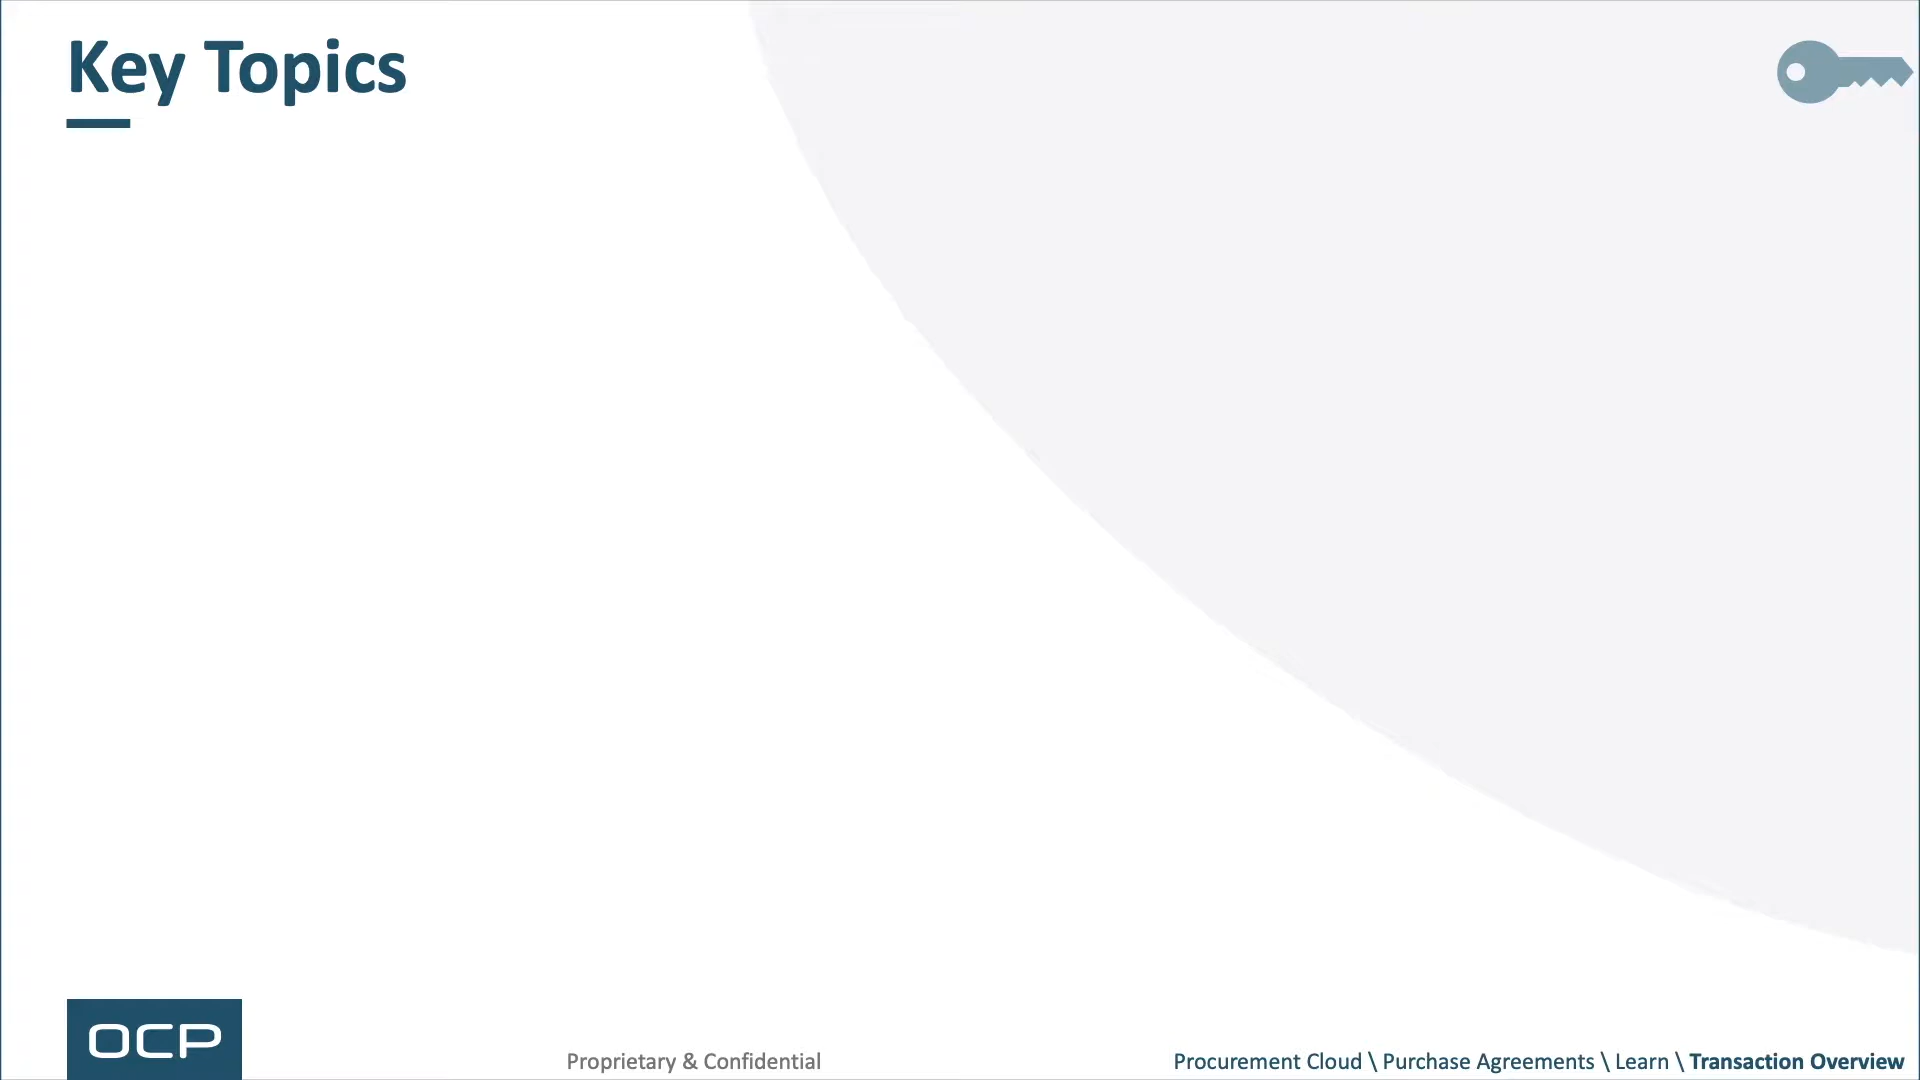 Key Topics
OCP
Proprietary & Confidential
Procurement Cloud \ Purchase Agreements \ Learn \ Transaction Overview